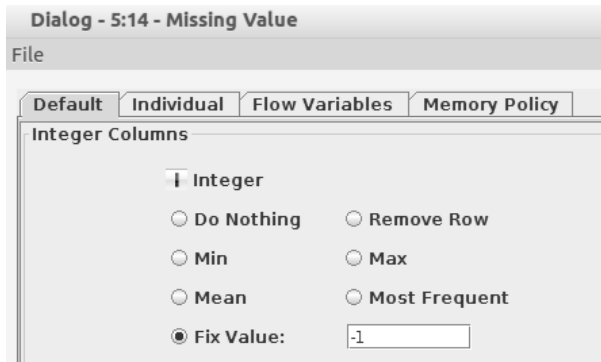 Dialog - 5:14 - Missing Value
File
Default Individual Flow Variables Memory Policy
Integer Columns
I Integer
Do Nothing Remove Row
Min Max
Mean Most Frequent
Fix Value: -1